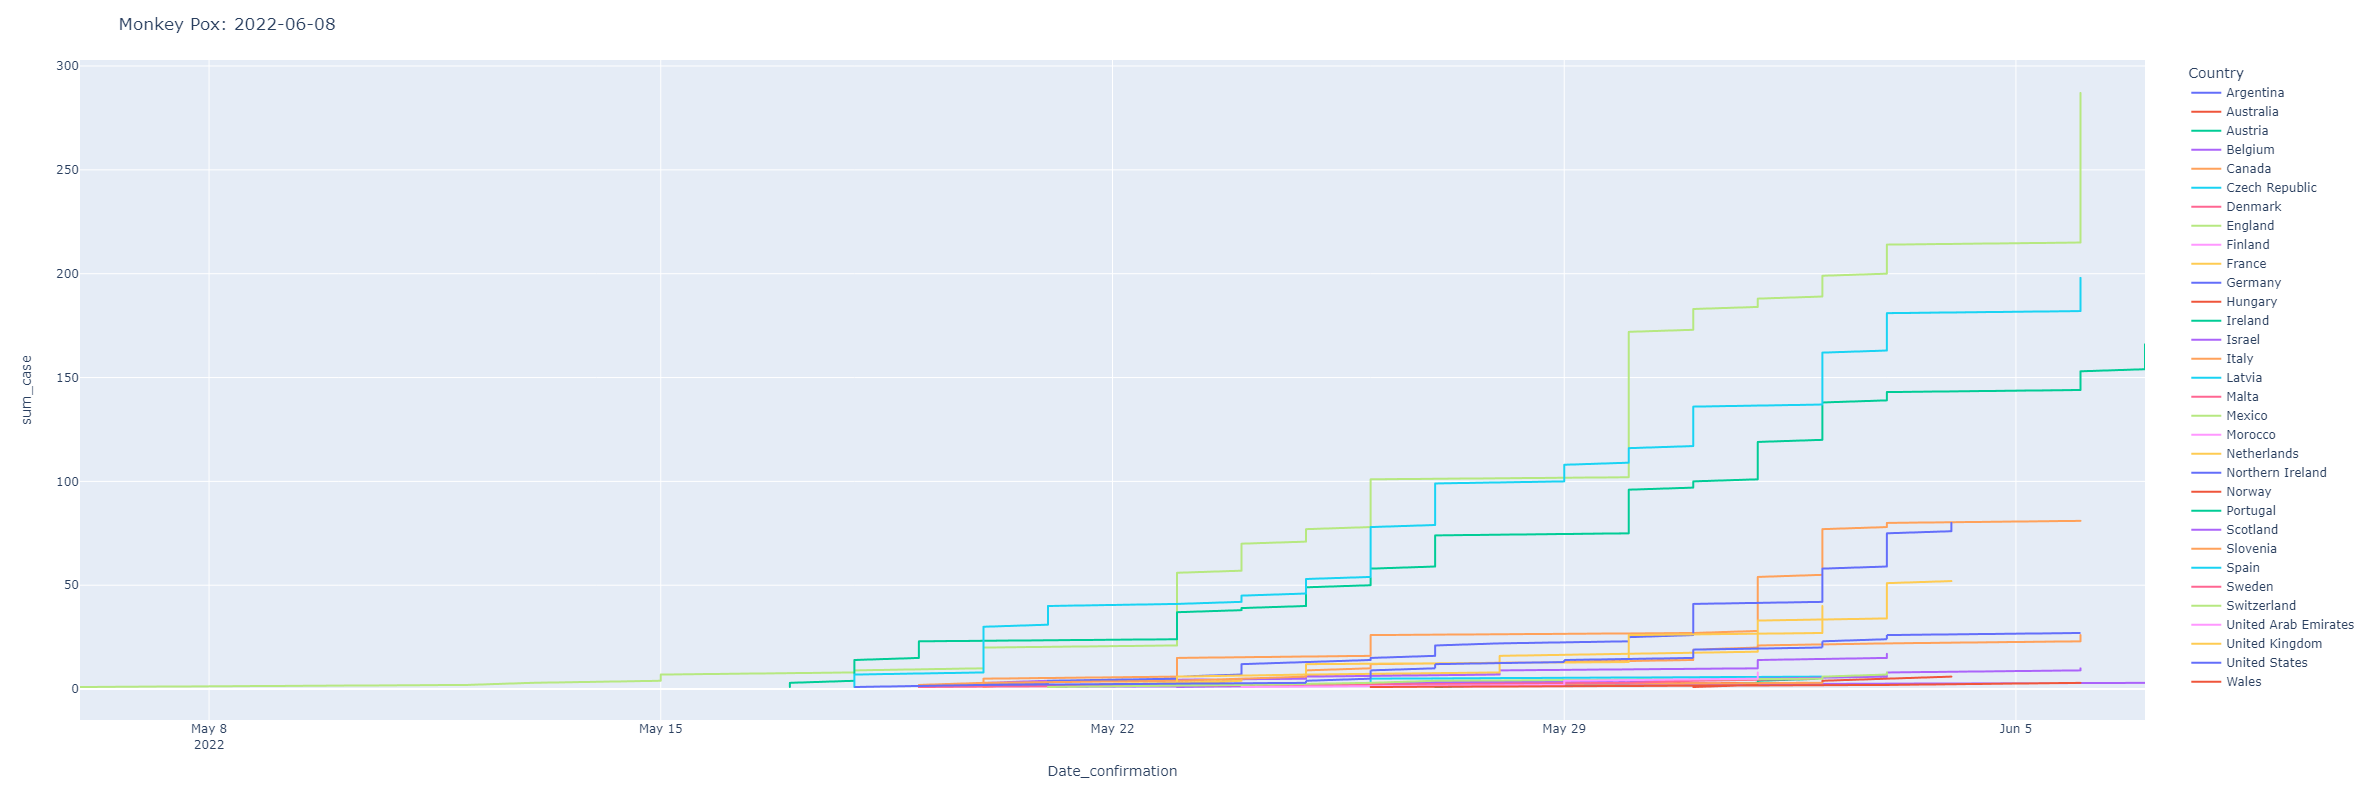 Monkey Pox: 2022-06-08
sum_case
300
250
200
150
100
50
0
May 8
2022
May 15
May 22
May 29
Jun 5
Date_confirmation
Country
Argentina
Australia
Austria
Belgium
Canada
Czech Republic
Denmark
England
Finland
France
Germany
Hungary
Ireland
Israel
Italy
Latvia
Malta
Mexico
Morocco
Netherlands
Northern Ireland
Norway
Portugal
Scotland
Slovenia
Spain
Sweden
Switzerland
United Arab Emirates
United Kingdom
United States
Wales